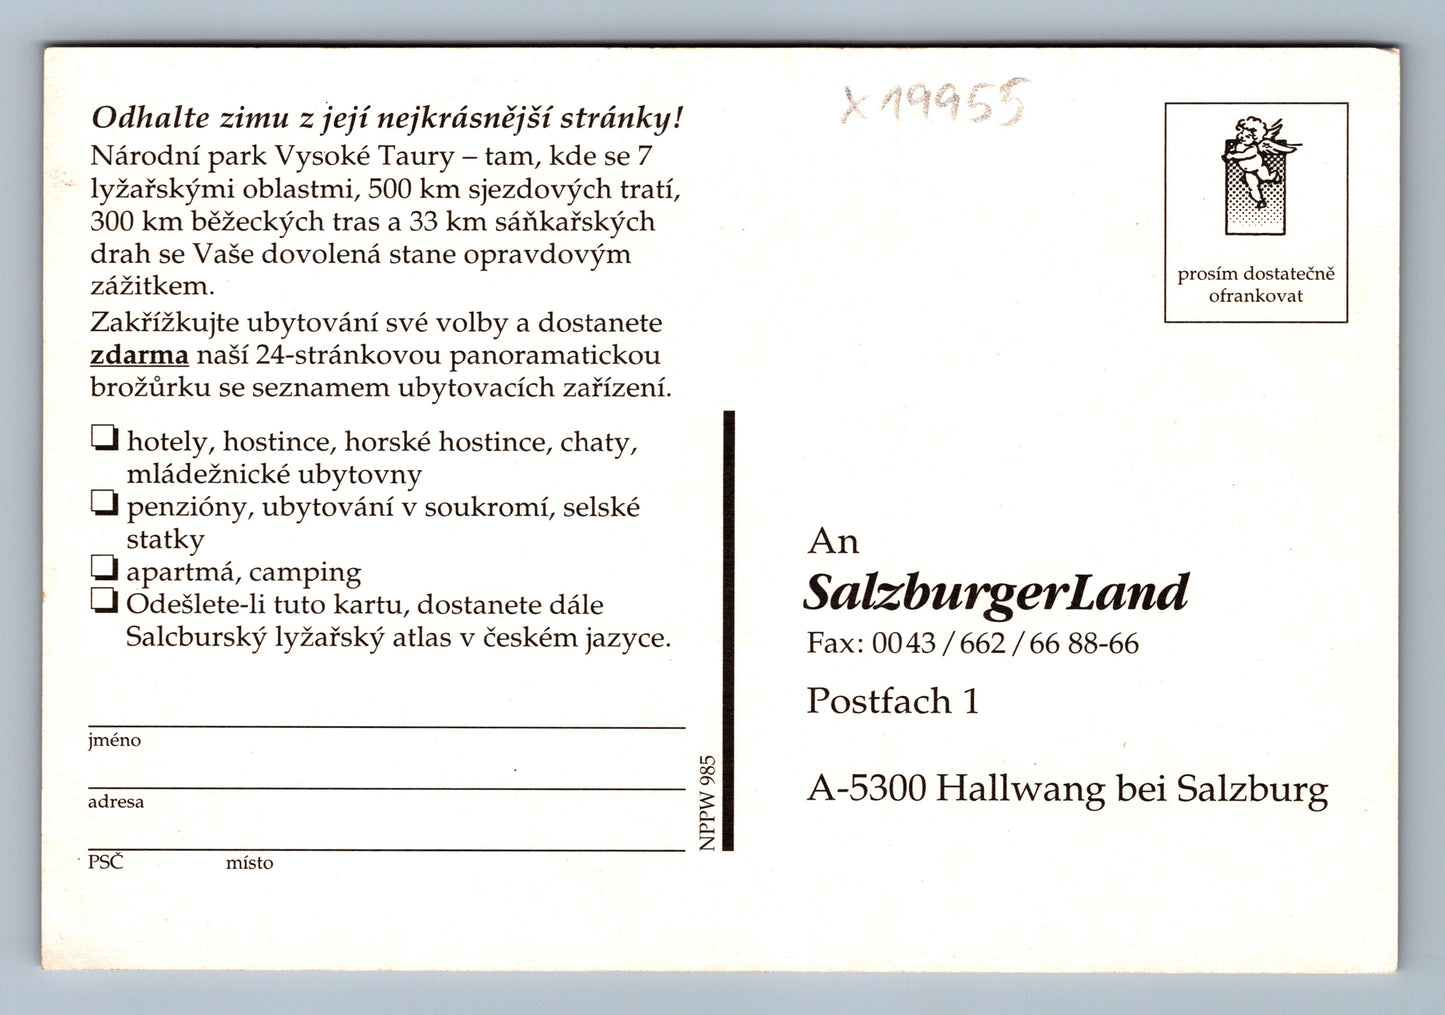 Odhalte zimu z její nejkrásnější stránky!
Národní park Vysoké Taury – tam, kde se 7
lyžařskými oblastmi, 500 km sjezdových tratí,
300 km běžeckých tras a 33 km sáňkařských
drah se Vaše dovolená stane opravdovým
zážitkem.
Zakřížkujte ubytování své volby a dostanete
zdarma naší 24-stránkovou panoramatickou
brožůrku se seznamem ubytovacích zařízení.
hotely, hostince, horské hostince, chaty,
mládežnické ubytovny
penzióny, ubytování v soukromí, selské
statky
apartmá, camping
Odešlete-li tuto kartu, dostanete dále
Salcburský lyžařský atlas v českém jazyce.
jméno
adresa
PSČ místo
NPPW 985
X 19955
prosím dostatečně
ofrankovat
An
SalzburgerLand
Fax: 0043 / 662 / 66 88-66
Postfach 1
A-5300 Hallwang bei Salzburg